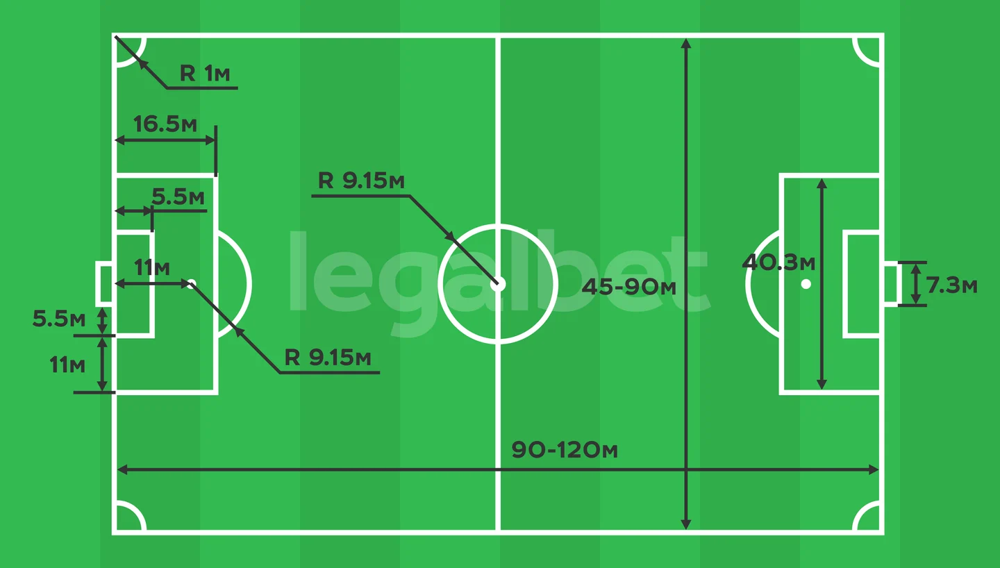 R 1м
16.5м
R 9.15м
5.5м
11м
40.3м
45-90м
7.3м
legalbet
5.5м
R 9.15м
11м
90-120м